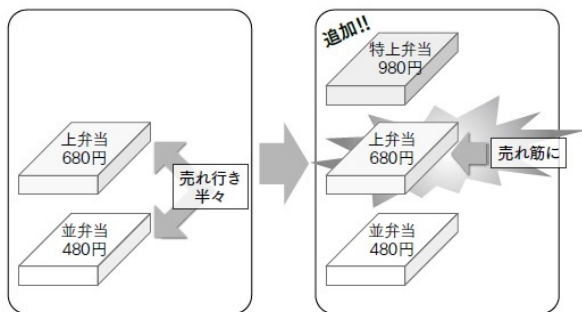 上弁当
680円
売れ行き
半々
並弁当
480円
追加!!
特上弁当
980円
上弁当
680円
売れ筋に
並弁当
480円